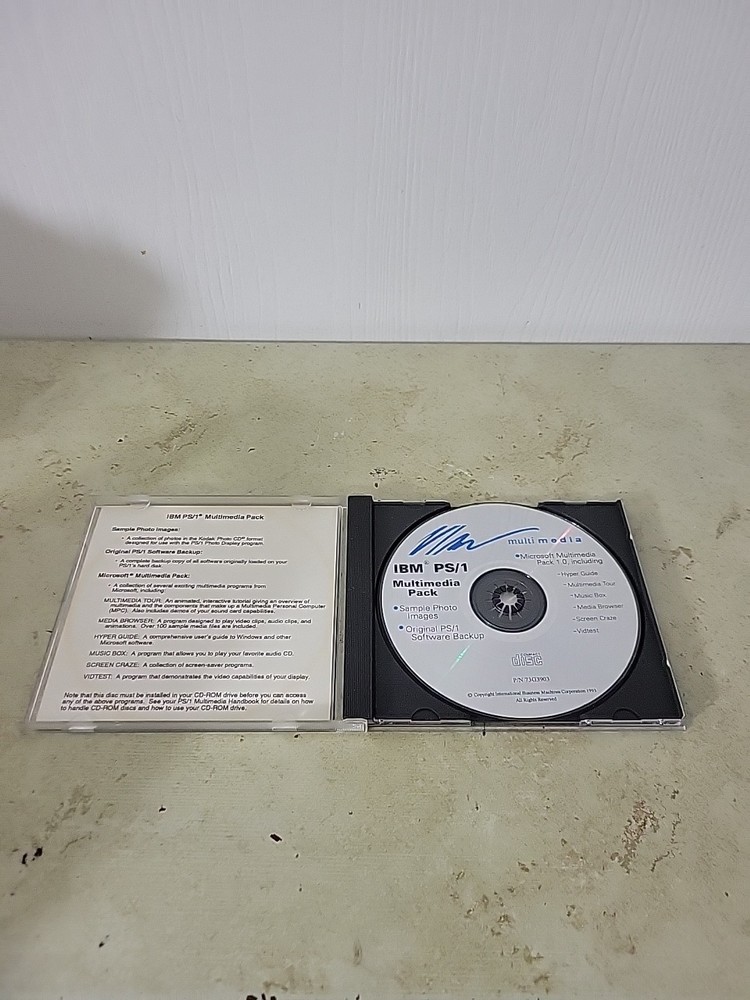 IBM PS/1® Multimedia Pack
Sample Photo Images:
• A collection of photos in the Kodak Photo CD® format
designed for use with the PS/1 Photo Display program.
Original PS/1 Software Backup:
• A complete backup copy of all software originally loaded on your
PS/1's hard disk.
Microsoft® Multimedia Pack:
• A collection of several exciting multimedia programs from
Microsoft, including:
MULTIMEDIA TOUR: An animated, interactive tutorial giving an overview of
multimedia and the components that make up a Multimedia Personal Computer
(MPC). Also includes demos of your sound card capabilities.
MEDIA BROWSER: A program designed to play video clips, audio clips, and
animations. Over 100 sample media files are included.
HYPER GUIDE: A comprehensive user's guide to Windows and other
Microsoft software.
MUSIC BOX: A program that allows you to play your favorite audio CD.
SCREEN CRAZE: A collection of screen-saver programs.
VIDTEST: A program that demonstrates the video capabilities of your display.
Note that this disc must be installed in your CD-ROM drive before you can access
any of the above programs. See your PS/1 Multimedia Handbook for details on how
to handle CD-ROM discs and how to use your CD-ROM drive.
multimedia
IBM® PS/1
Multimedia
Pack
• Sample Photo
Images
• Original PS/1
Software Backup
• Microsoft Multimedia
Pack 1.0, including
- Hyper Guide
- Multimedia Tour
- Music Box
- Media Browser
- Screen Craze
- Vidtest
COMPACT
disc
P/N 73G3903
© Copyright International Business Machines Corporation 1993
All Rights Reserved